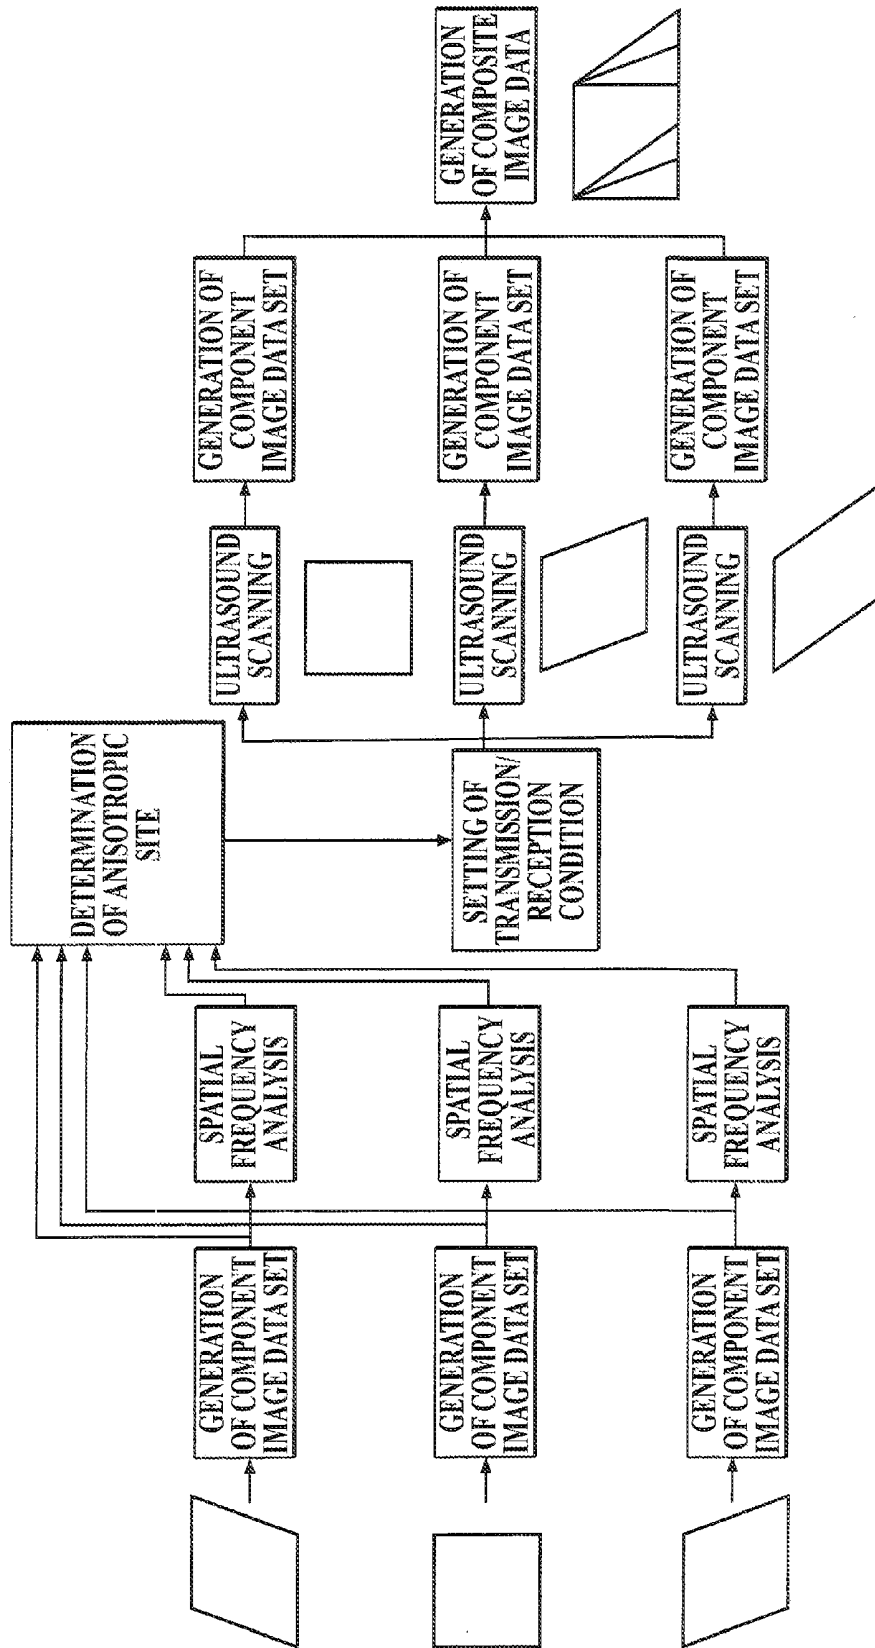 GENERATION
OF COMPONENT
IMAGE DATA SET
SPATIAL
FREQUENCY
ANALYSIS
GENERATION
OF COMPONENT
IMAGE DATA SET
SPATIAL
FREQUENCY
ANALYSIS
GENERATION
OF COMPONENT
IMAGE DATA SET
SPATIAL
FREQUENCY
ANALYSIS
DETERMINATION
OF ANISOTROPIC
SITE
SETTING OF
TRANSMISSION/
RECEPTION
CONDITION
ULTRASOUND
SCANNING
GENERATION OF
COMPONENT
IMAGE DATA SET
ULTRASOUND
SCANNING
GENERATION OF
COMPONENT
IMAGE DATA SET
ULTRASOUND
SCANNING
GENERATION OF
COMPONENT
IMAGE DATA SET
GENERATION
OF COMPOSITE
IMAGE DATA